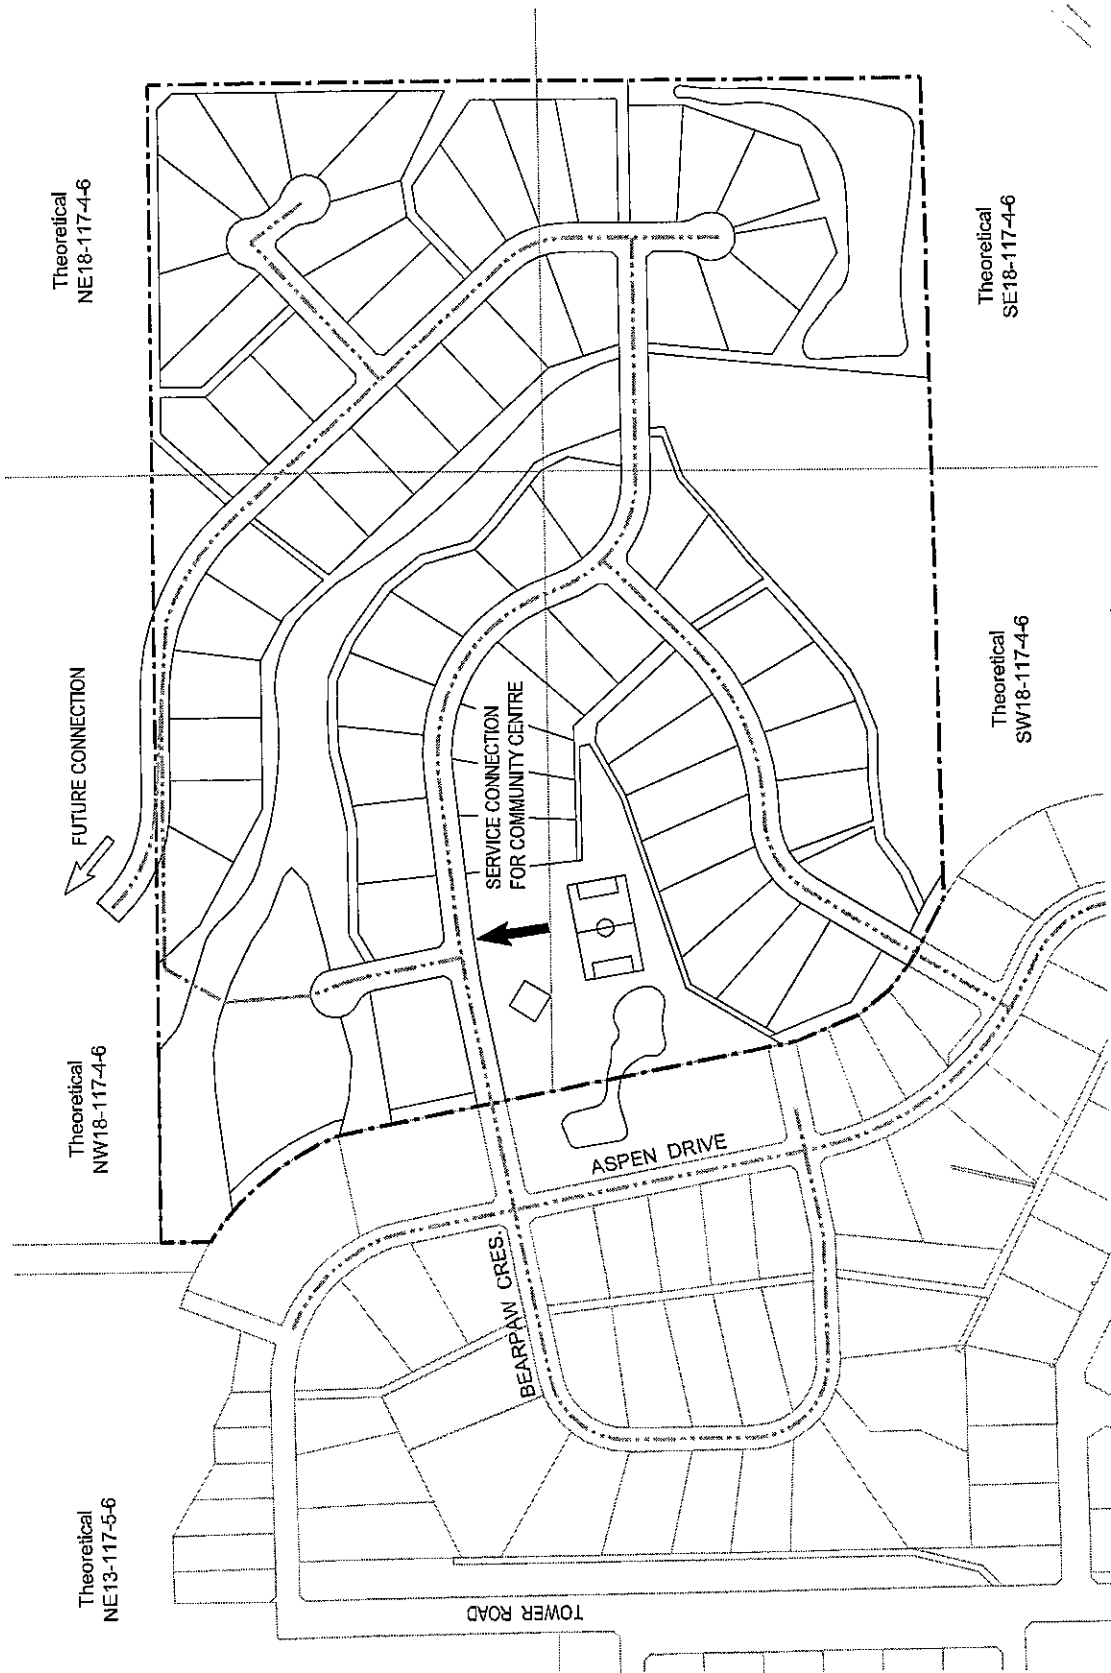 Theoretical
NE18-117-4-6
Theoretical
SE18-117-4-6
FUTURE CONNECTION
SERVICE CONNECTION
FOR COMMUNITY CENTRE
Theoretical
SW18-117-4-6
Theoretical
NW18-117-4-6
ASPEN DRIVE
BEARPAW CRES.
Theoretical
NE13-117-5-6
TOWER ROAD